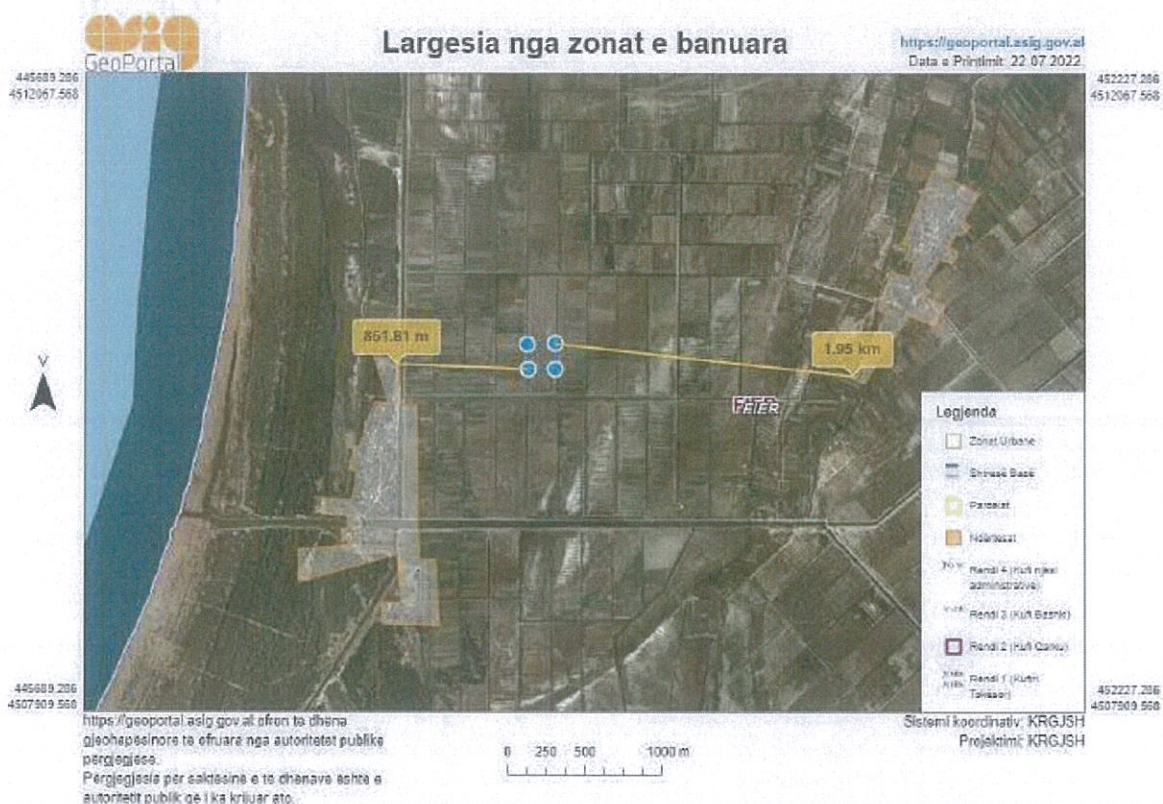 asig
GeoPortal
Largesia nga zonat e banuara
https://geoportal.asig.gov.al
Data e Printimit: 22.07.2022
445689.286
4512067.568
452227.286
4512067.568
851.81 m
1.95 km
FIER
Legjenda
Zonat Urbane
Parcelat
Ndertesat
Rendi 4 (Kufi njesi
administrative)
Rendi 3 (Kufi Bashki)
Rendi 2 (Kufi Qarku)
Rendi 1 (Kufiri
Toksor)
445689.286
4507909.568
452227.286
4507909.568
https://geoportal.asig.gov.al ofron te dhena
gjeohapesinore te ofruara nga autoritetet publike
pergjegjese.
Pergjegjesia per saktesine e te dhenave eshte e
autoritetit publik qe i ka krijuar ato.
0 250 500 1000 m
Sistemi koordinativ: KRGJSH
Projektimi: KRGJSH